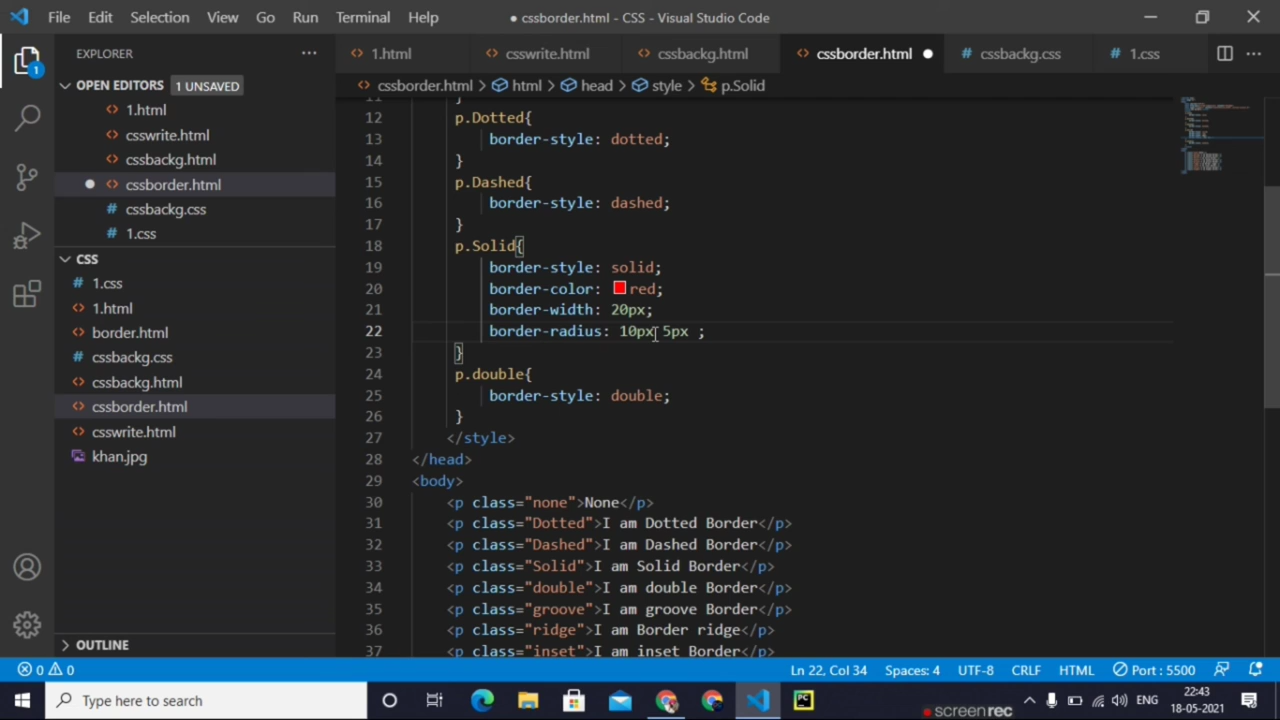 File Edit Selection View Go Run Terminal Help ● cssborder.html - CSS - Visual Studio Code
EXPLORER ···
1.html csswrite.html cssbackg.html cssborder.html ● cssbackg.css 1.css ···
OPEN EDITORS 1 UNSAVED
cssborder.html > html > head > style > p.Solid
1
1.html
csswrite.html
cssbackg.html
● cssborder.html
cssbackg.css
1.css
CSS
1.css
1.html
border.html
cssbackg.css
cssbackg.html
cssborder.html
csswrite.html
khan.jpg
OUTLINE
11 }
12 p.Dotted{
13 border-style: dotted;
14 }
15 p.Dashed{
16 border-style: dashed;
17 }
18 p.Solid{
19 border-style: solid;
20 border-color: red;
21 border-width: 20px;
22 border-radius: 10px 5px ;
23 }
24 p.double{
25 border-style: double;
26 }
27 </style>
28 </head>
29 <body>
30 <p class="none">None</p>
31 <p class="Dotted">I am Dotted Border</p>
32 <p class="Dashed">I am Dashed Border</p>
33 <p class="Solid">I am Solid Border</p>
34 <p class="double">I am double Border</p>
35 <p class="groove">I am groove Border</p>
36 <p class="ridge">I am Border ridge</p>
37 <p class="inset">I am inset Border</p>
0 0 Ln 22, Col 34 Spaces: 4 UTF-8 CRLF HTML Port : 5500
Type here to search
PC
ENG
22:43
18-05-2021
screenrec